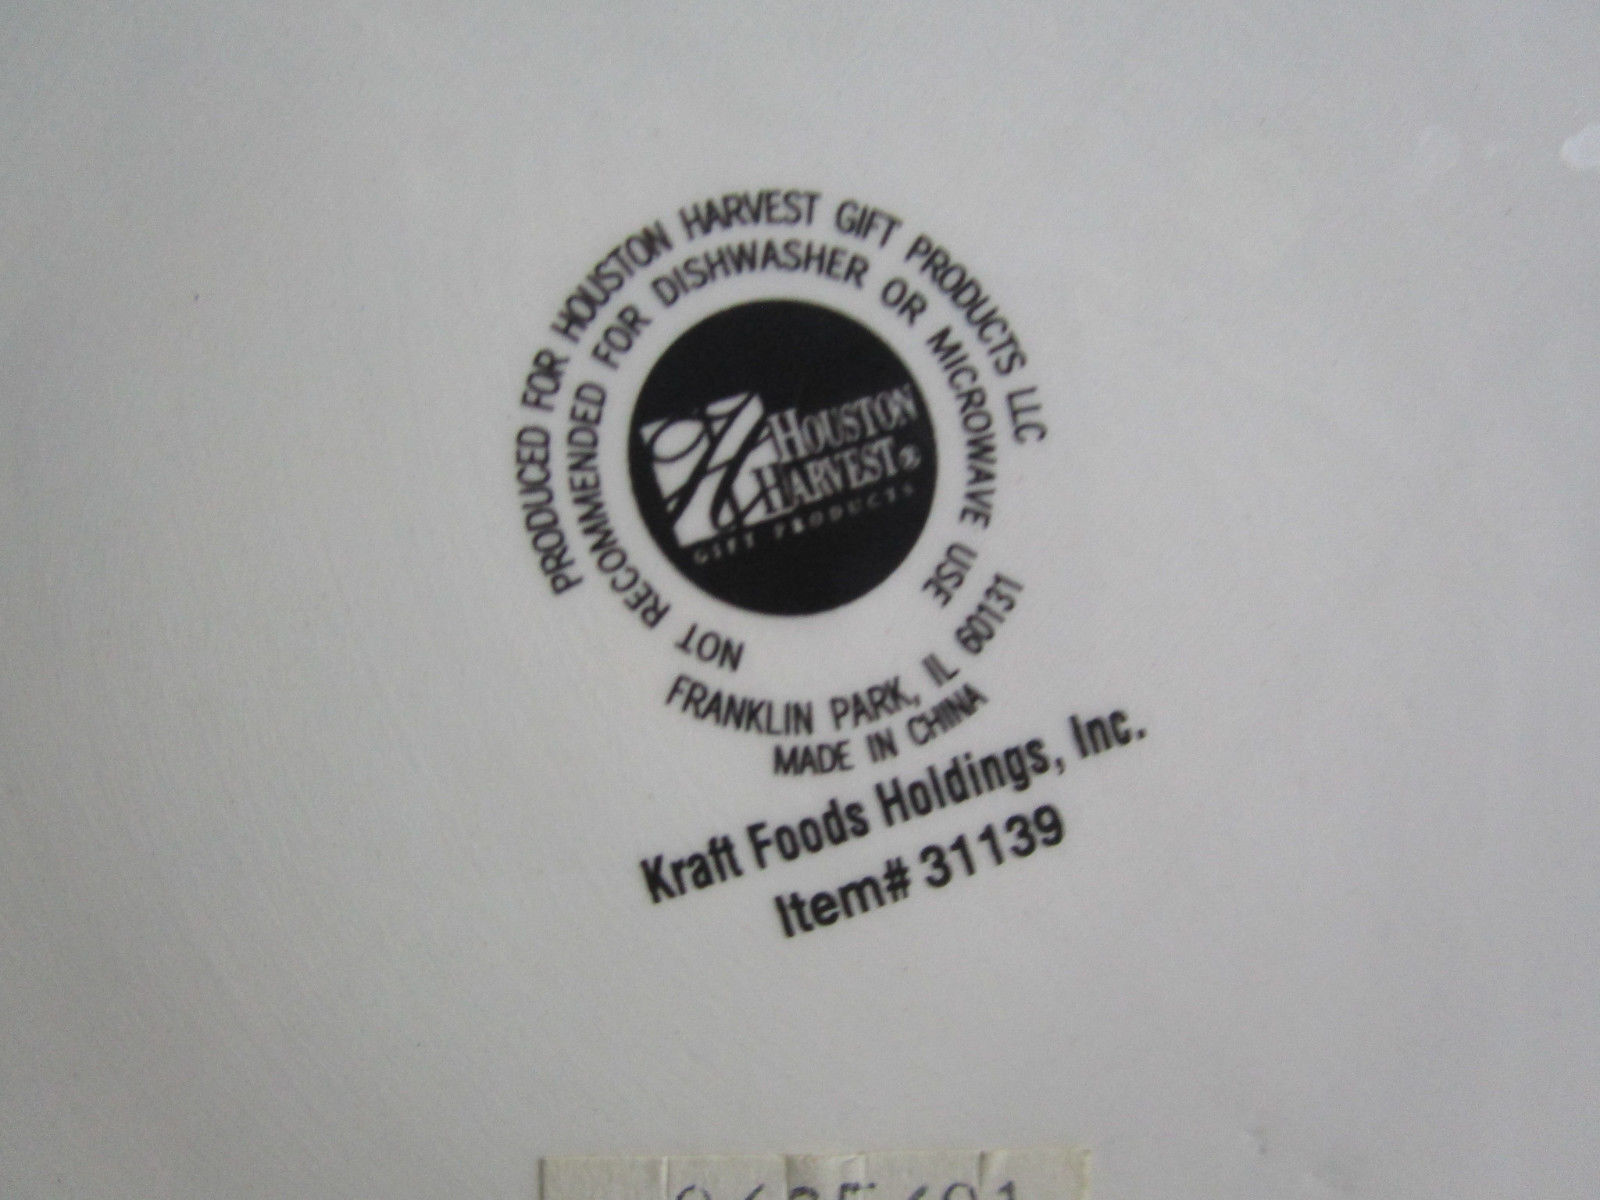 PRODUCED FOR HOUSTON HARVEST GIFT PRODUCTS LLC
NOT RECOMMENDED FOR DISHWASHER OR MICROWAVE USE
HOUSTON
HARVEST®
GIFT PRODUCTS
FRANKLIN PARK, IL 60131
MADE IN CHINA
Kraft Foods Holdings, Inc.
Item# 31139